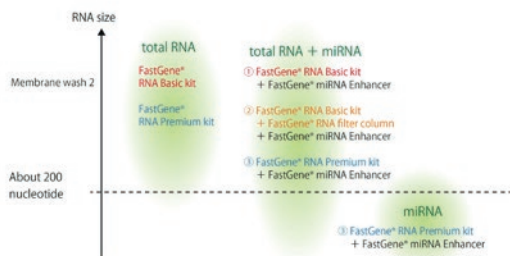 RNA size
total RNA
FastGene® RNA Basic kit
FastGene® RNA Premium kit
total RNA + miRNA
① FastGene® RNA Basic kit
+ FastGene® miRNA Enhancer
② FastGene® RNA Basic kit
+ FastGene® RNA filter column
+ FastGene® miRNA Enhancer
③ FastGene® RNA Premium kit
+ FastGene® miRNA Enhancer
Membrane wash 2
About 200
nucleotide
miRNA
③ FastGene® RNA Premium kit
+ FastGene® miRNA Enhancer